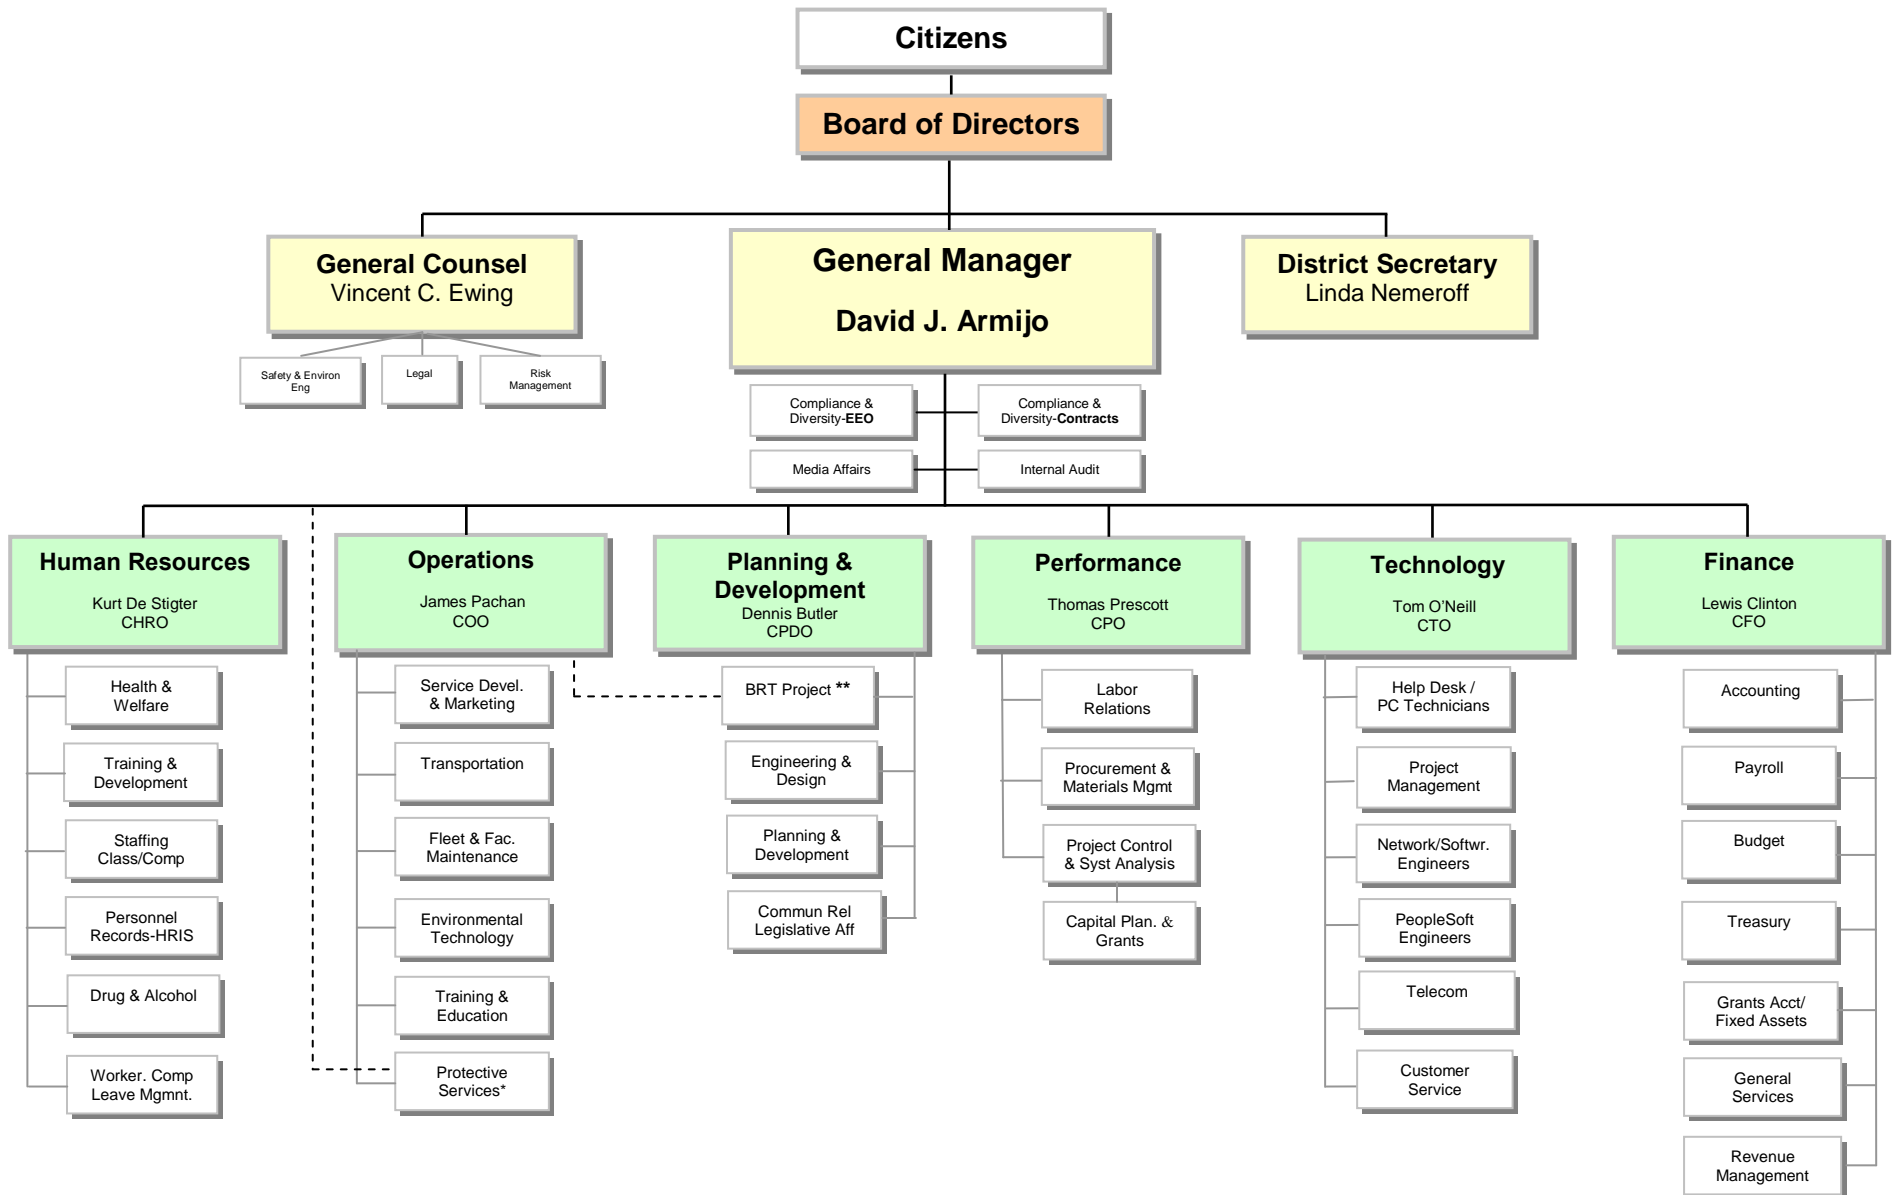 Citizens
Board of Directors
General Counsel
Vincent C. Ewing
General Manager
David J. Armijo
District Secretary
Linda Nemeroff
Safety & Environ
Eng
Legal
Risk
Management
Compliance &
Diversity-EEO
Compliance &
Diversity-Contracts
Media Affairs
Internal Audit
Human Resources
Kurt De Stigter
CHRO
Health &
Welfare
Training &
Development
Staffing
Class/Comp
Personnel
Records-HRIS
Drug & Alcohol
Worker. Comp
Leave Mgmnt.
Operations
James Pachan
COO
Service Devel.
& Marketing
Transportation
Fleet & Fac.
Maintenance
Environmental
Technology
Training &
Education
Protective
Services*
Planning &
Development
Dennis Butler
CPDO
BRT Project **
Engineering &
Design
Planning &
Development
Commun Rel
Legislative Aff
Performance
Thomas Prescott
CPO
Labor
Relations
Procurement &
Materials Mgmt
Project Control
& Syst Analysis
Capital Plan. &
Grants
Technology
Tom O’Neill
CTO
Help Desk /
PC Technicians
Project
Management
Network/Softwr.
Engineers
PeopleSoft
Engineers
Telecom
Customer
Service
Finance
Lewis Clinton
CFO
Accounting
Payroll
Budget
Treasury
Grants Acct/
Fixed Assets
General
Services
Revenue
Management